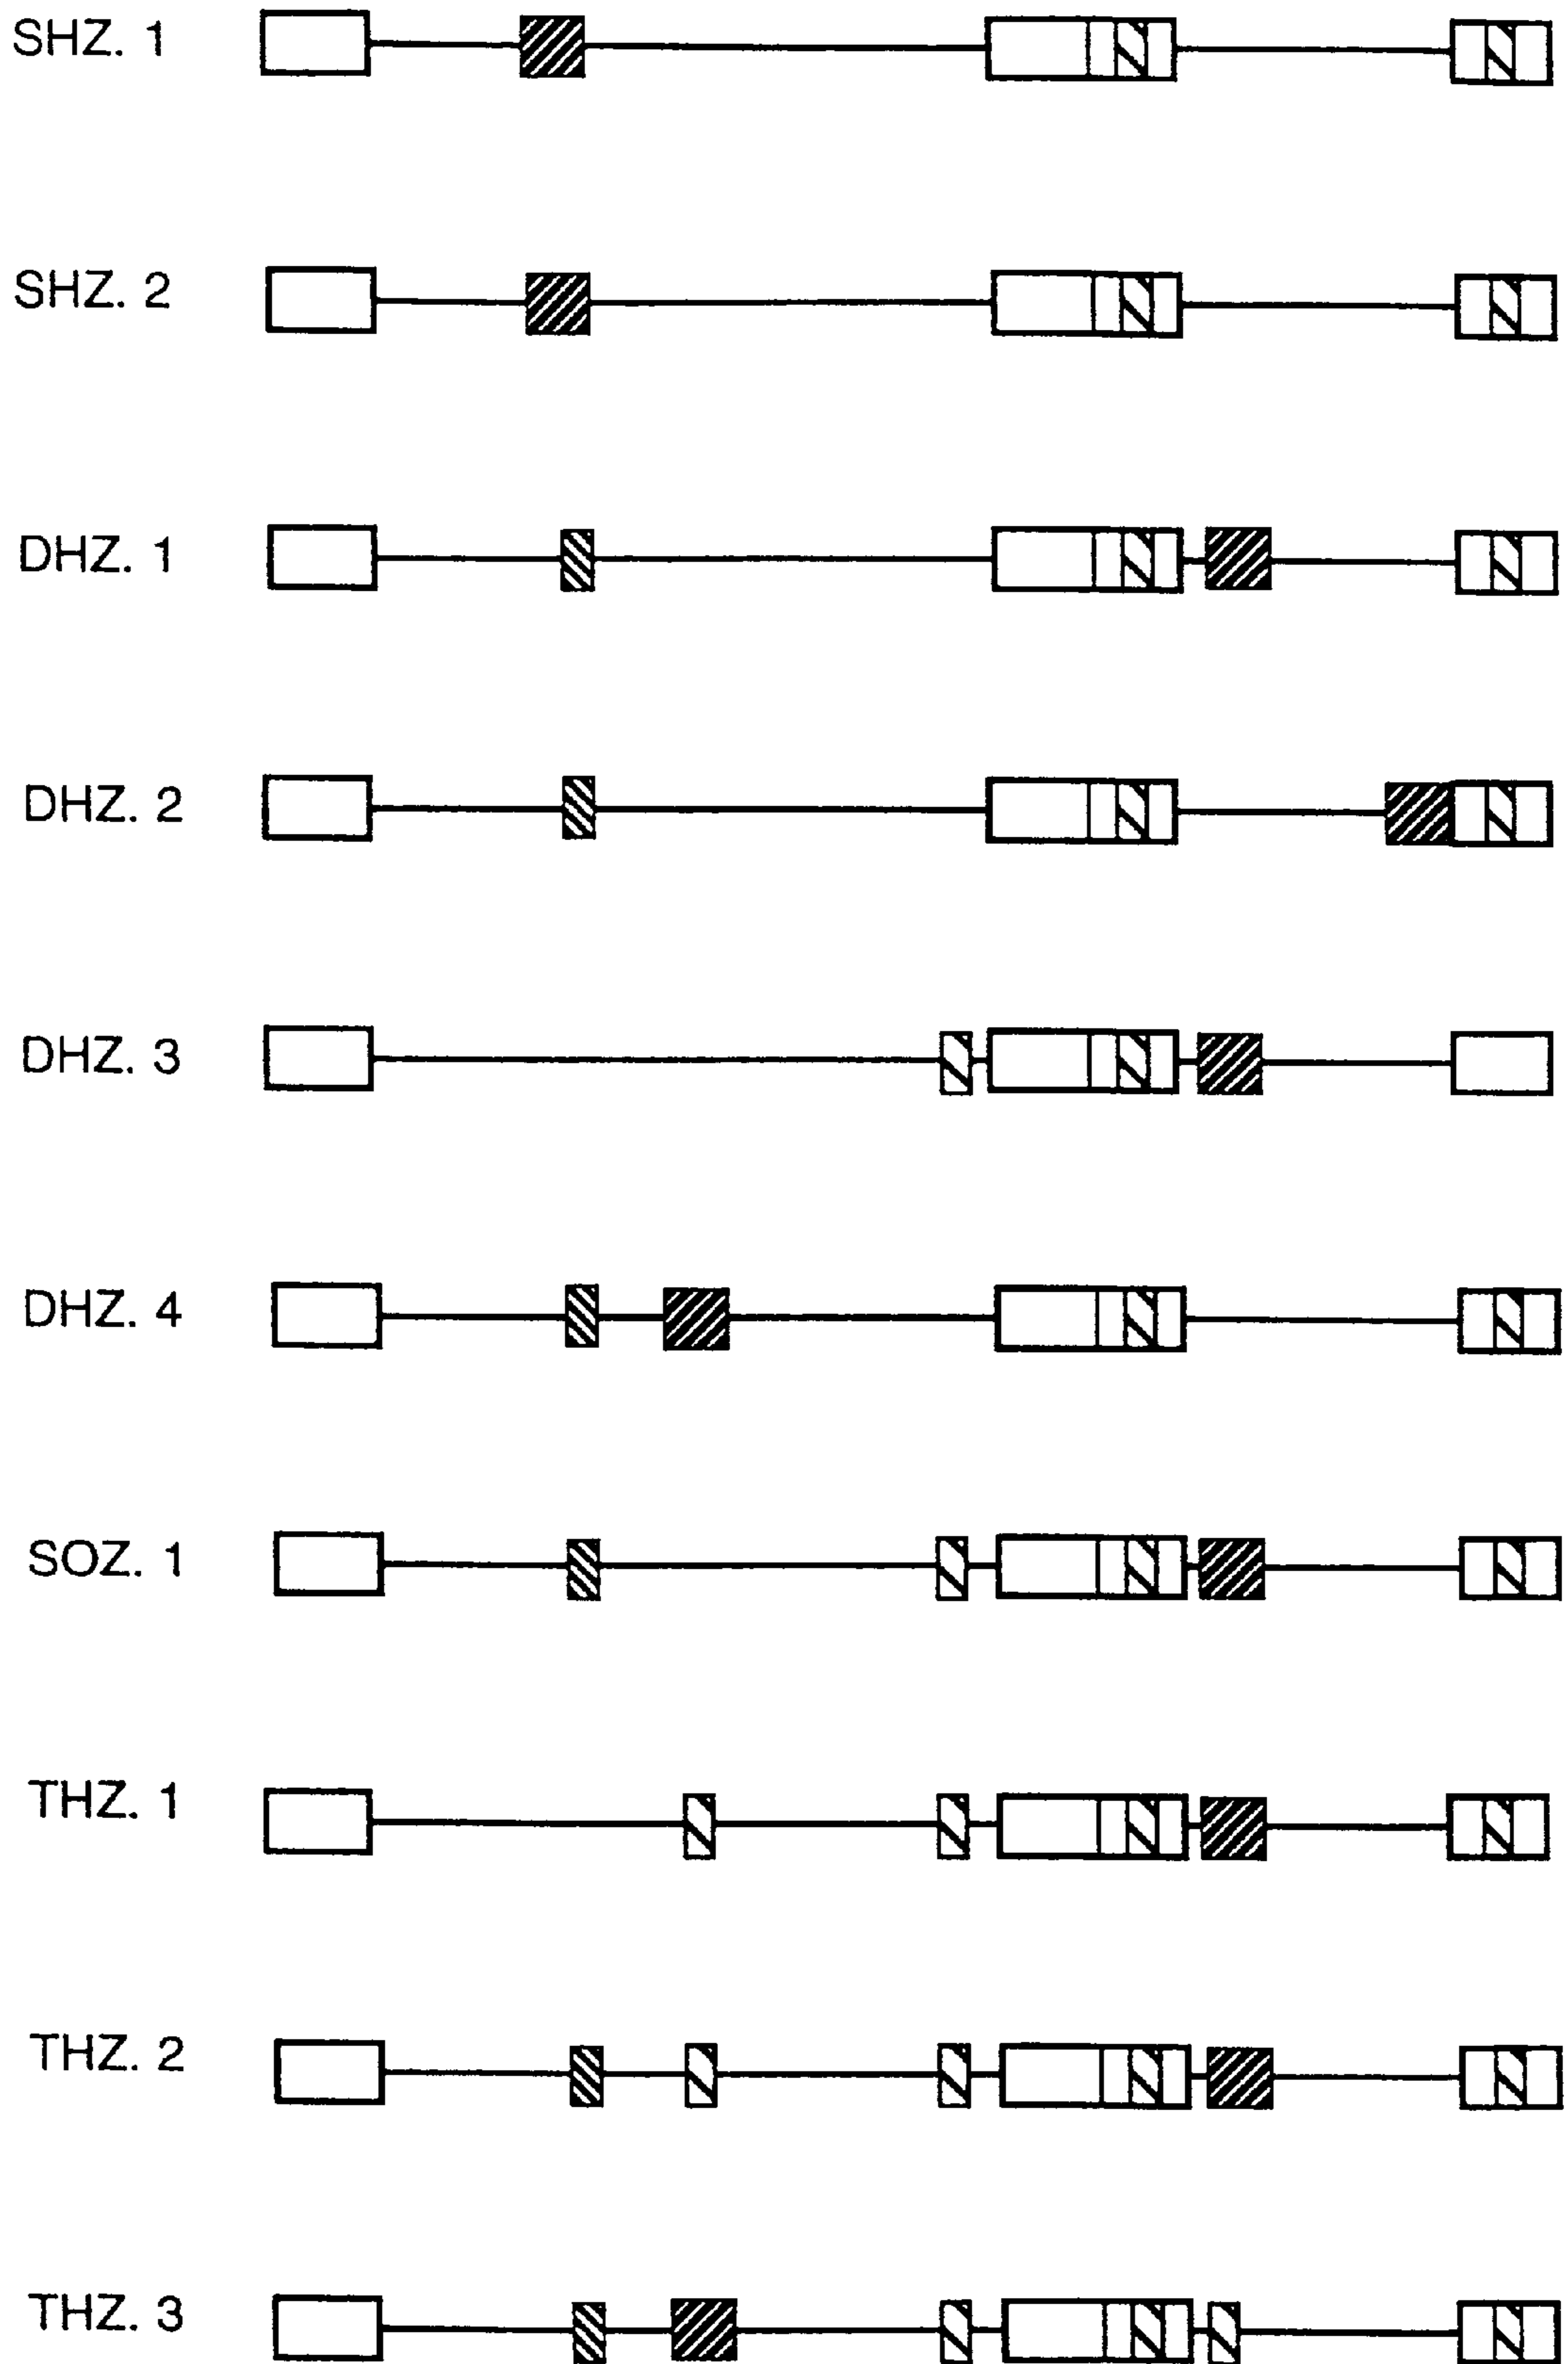 SHZ. 1
SHZ. 2
DHZ. 1
DHZ. 2
DHZ. 3
DHZ. 4
SOZ. 1
THZ. 1
THZ. 2
THZ. 3